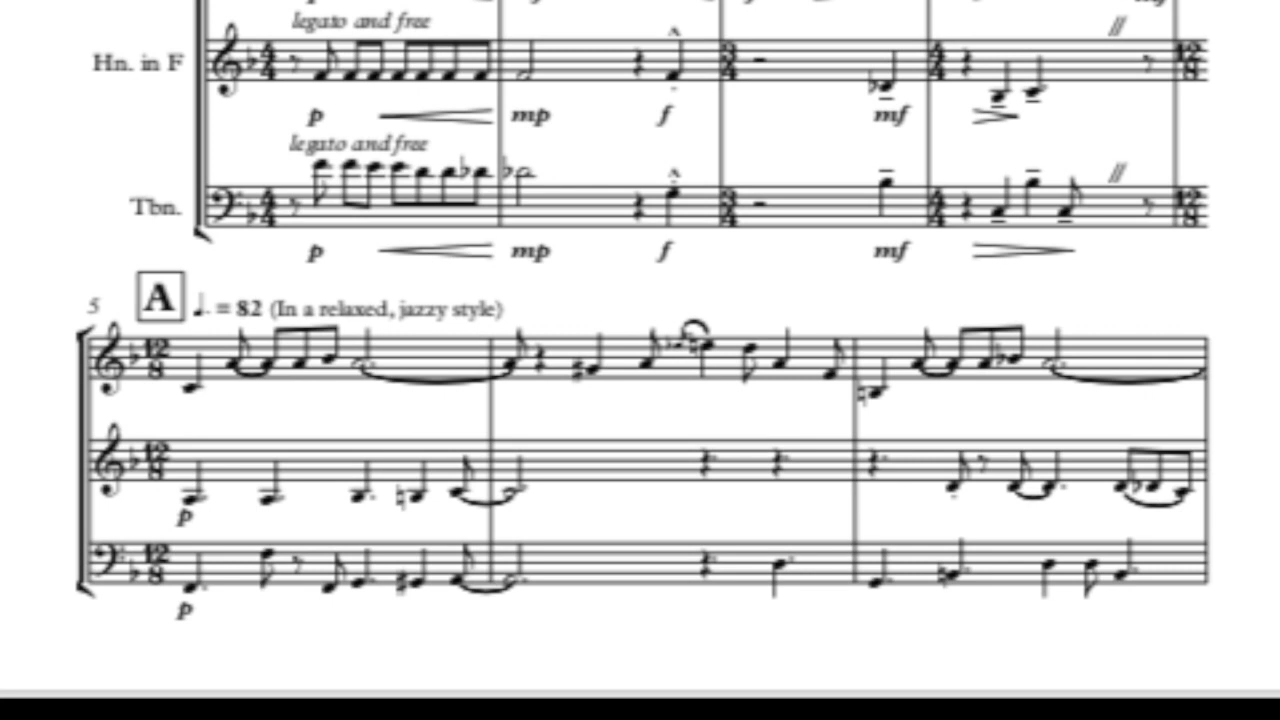 legato and free
Hn. in F
p mp f mf
legato and free
Tbn.
p mp f mf
5 A = 82 (In a relaxed, jazzy style)
p
p